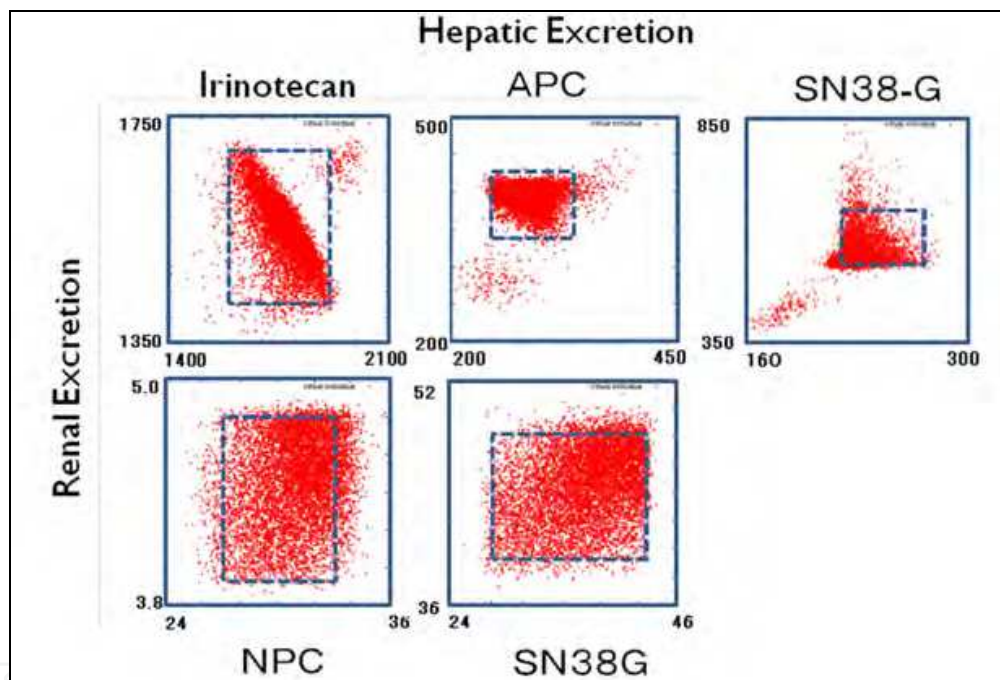 Hepatic Excretion
Irinotecan APC SN38-G
1750 500 850
Renal Excretion
1350 200 350
1400 2100 200 450 160 300
5.0 52
3.8 36
24 36 24 46
NPC SN38G